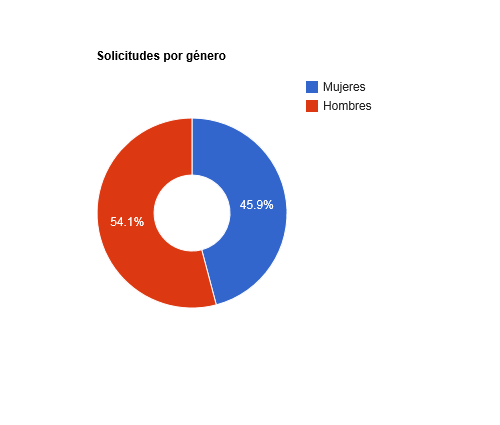 Solicitudes por género
Mujeres
Hombres
45.9%
54.1%